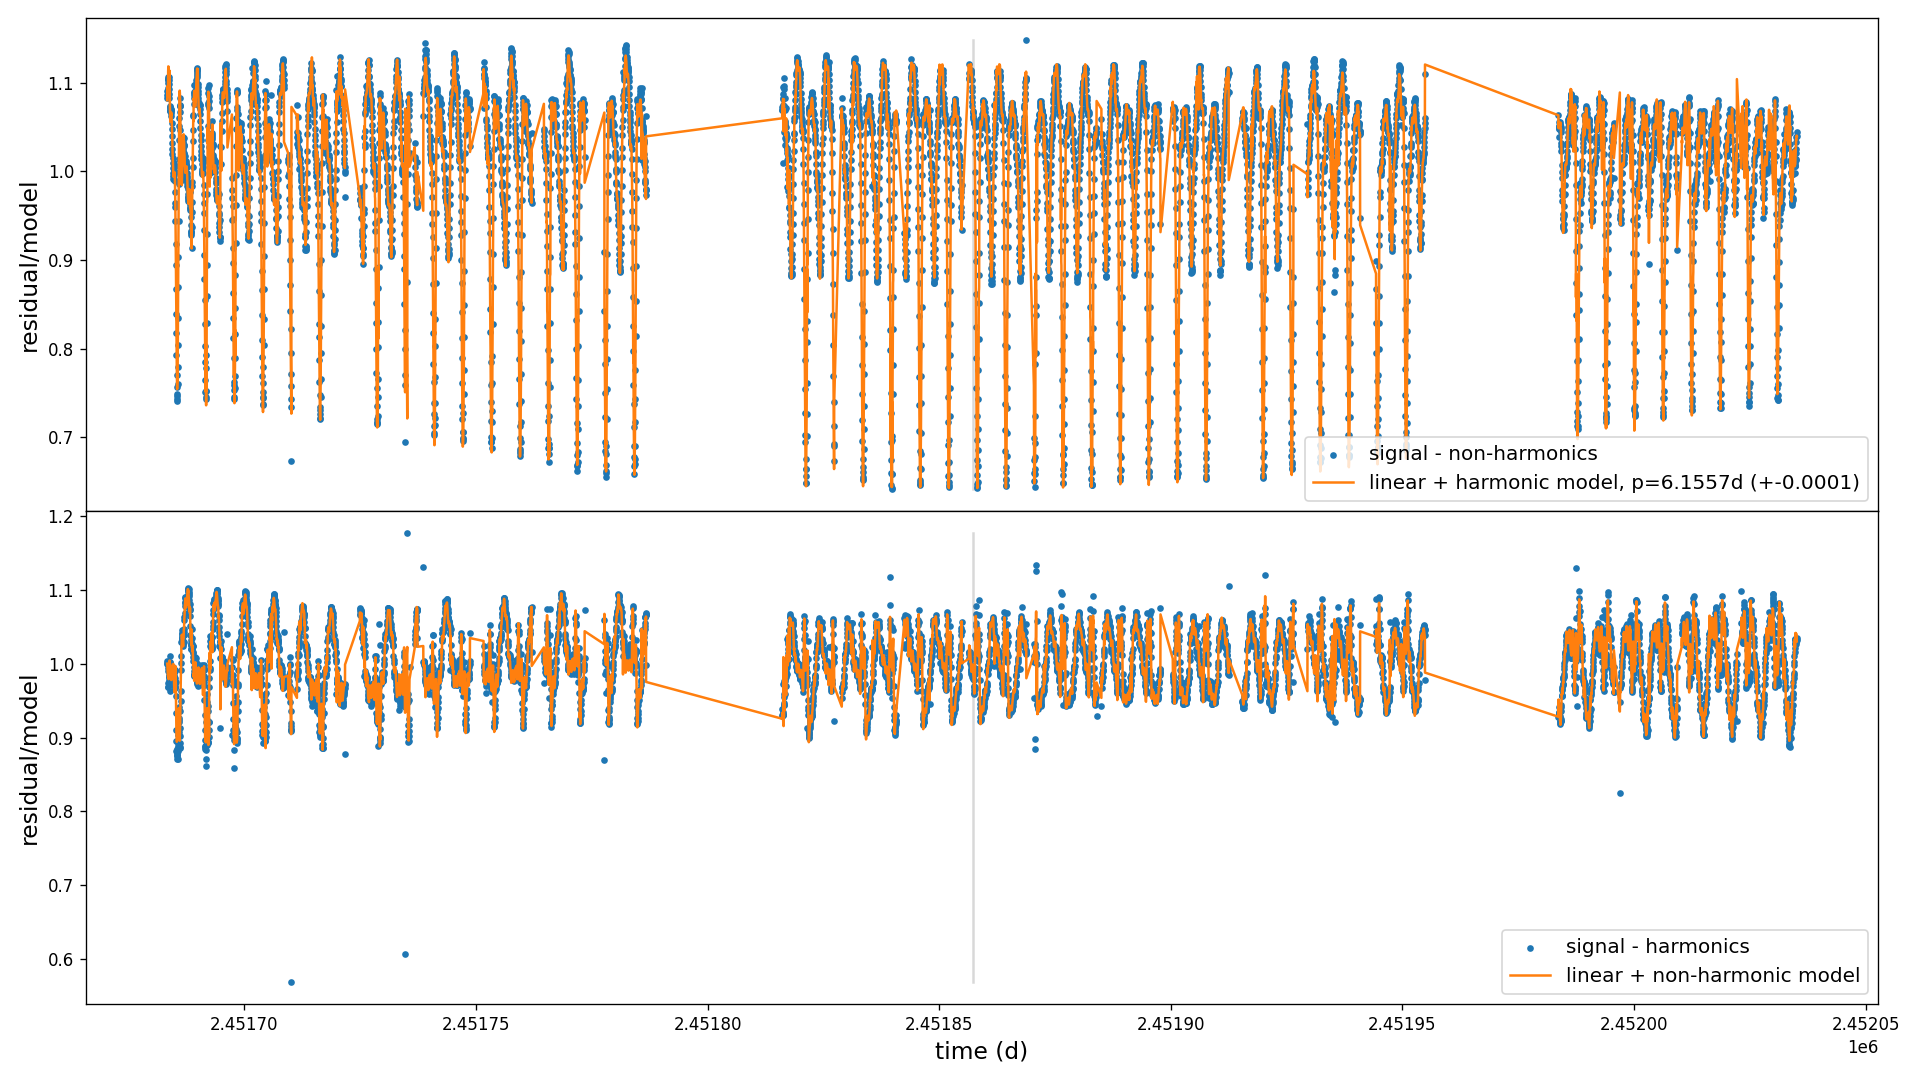 residual/model
1.1
1.0
0.9
0.8
0.7
signal - non-harmonics
linear + harmonic model, p=6.1557d (+-0.0001)
residual/model
1.2
1.1
1.0
0.9
0.8
0.7
0.6
signal - harmonics
linear + non-harmonic model
2.45170 2.45175 2.45180 2.45185 2.45190 2.45195 2.45200 2.45205
time (d)
1e6